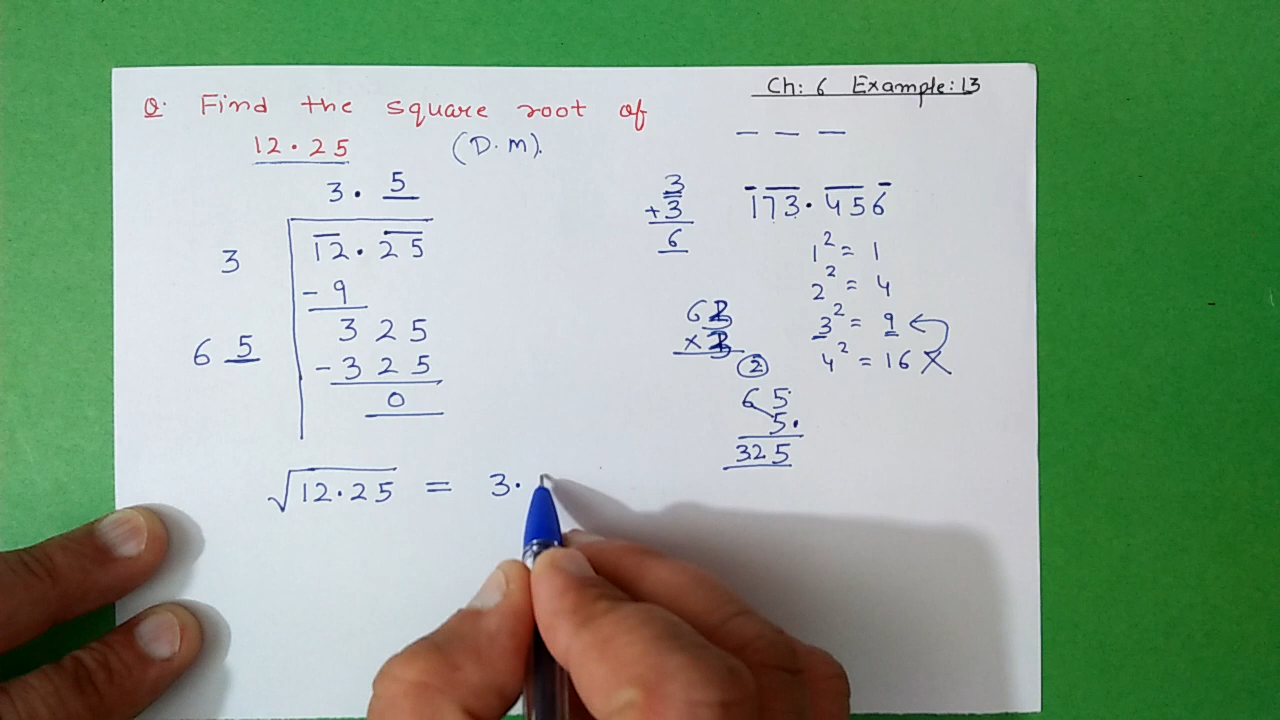 Ch: 6 Example: 13
Q. Find the square root of
12.25 (D.M).
3.5
3
12.25
- 9
325
6 5
- 325
0
√12.25 = 3.
3
+3
6
173.456
1² = 1
2² = 4
3² = 9
4² = 16 X
②
65
5.
325